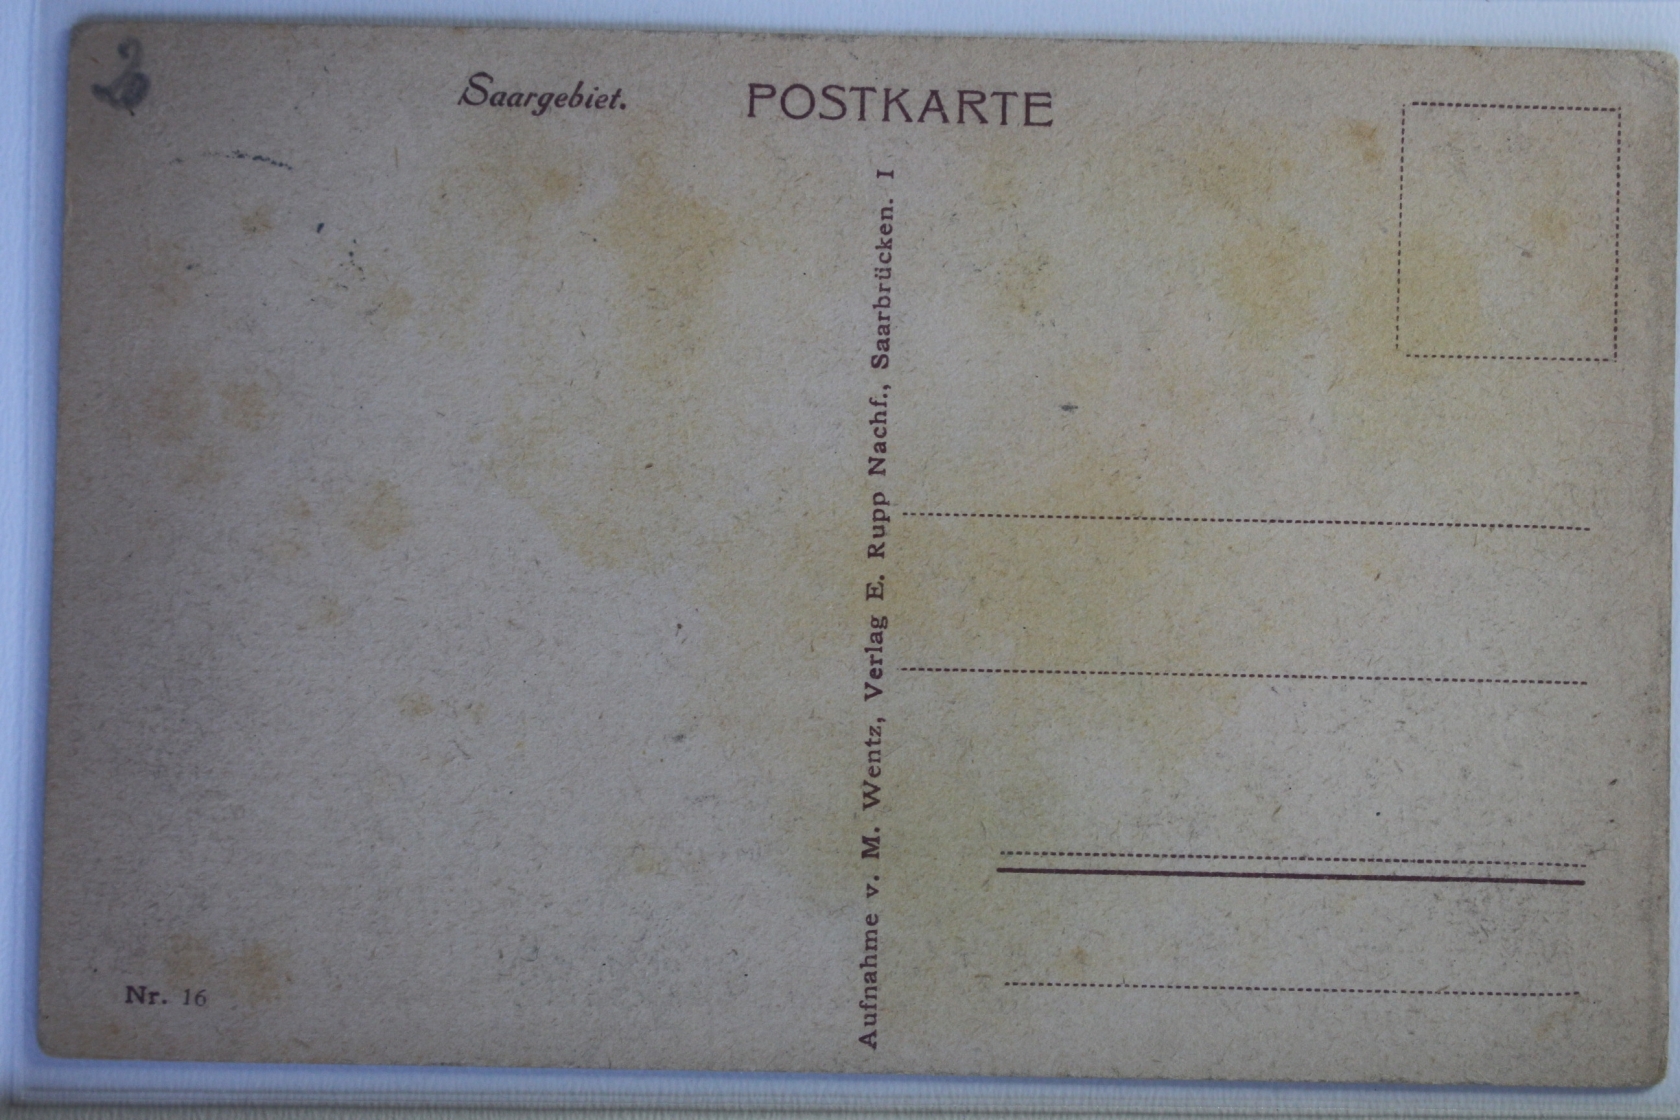 Saargebiet.
POSTKARTE
Aufnahme v. M. Wentz, Verlag E. Rupp Nachf., Saarbrücken. I
Nr. 16